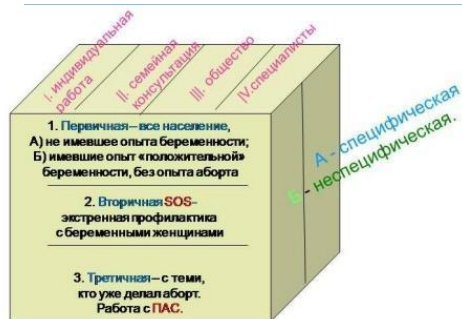 I. индивидуальная
работа
II. семейная
консультация
III. общество
IV.специалисты
1. Первичная – все население,
А) не имевшее опыта беременности;
Б) имевшие опыт «положительной»
беременности, без опыта аборта
2. Вторичная SOS–
экстренная профилактика
с беременными женщинами
3. Третичная – с теми,
кто уже делал аборт.
Работа с ПАС.
А - специфическая
Б - неспецифическая.